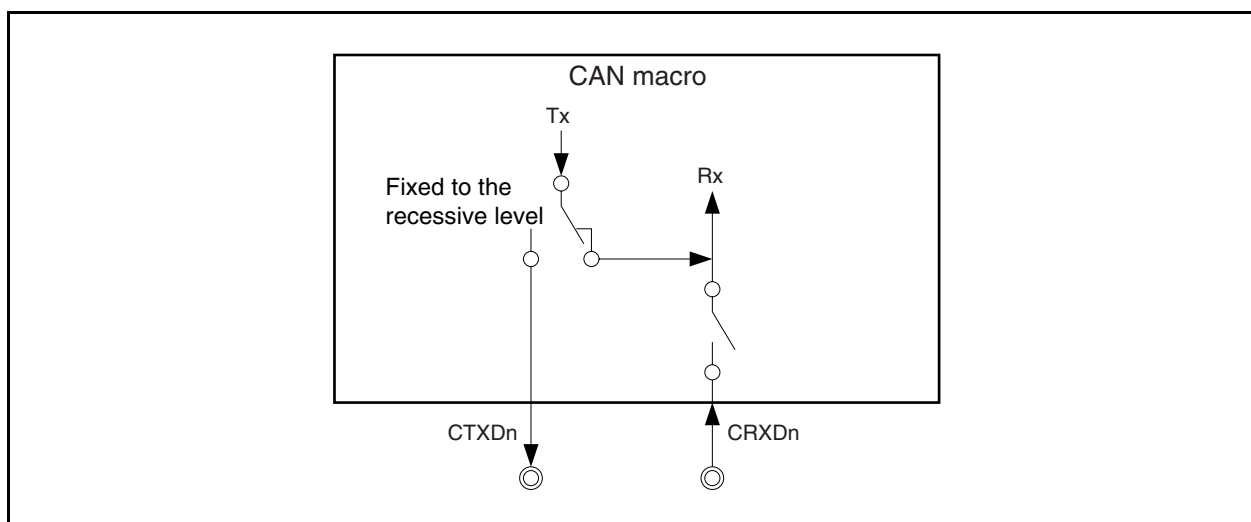 CAN macro
Tx
Rx
Fixed to the
recessive level
CTXDn
CRXDn